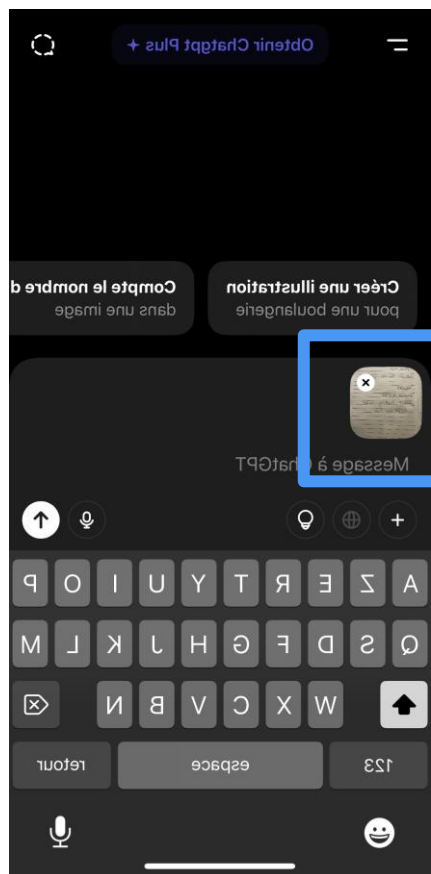 Obtenir Chatgpt Plus +
Créer une illustration
pour une boulangerie
Compte le nombre d
dans une image
Message à ChatGPT
A Z E R T Y U I O P
Q S D F G H J K L M
W X C V B N
123 espace retour